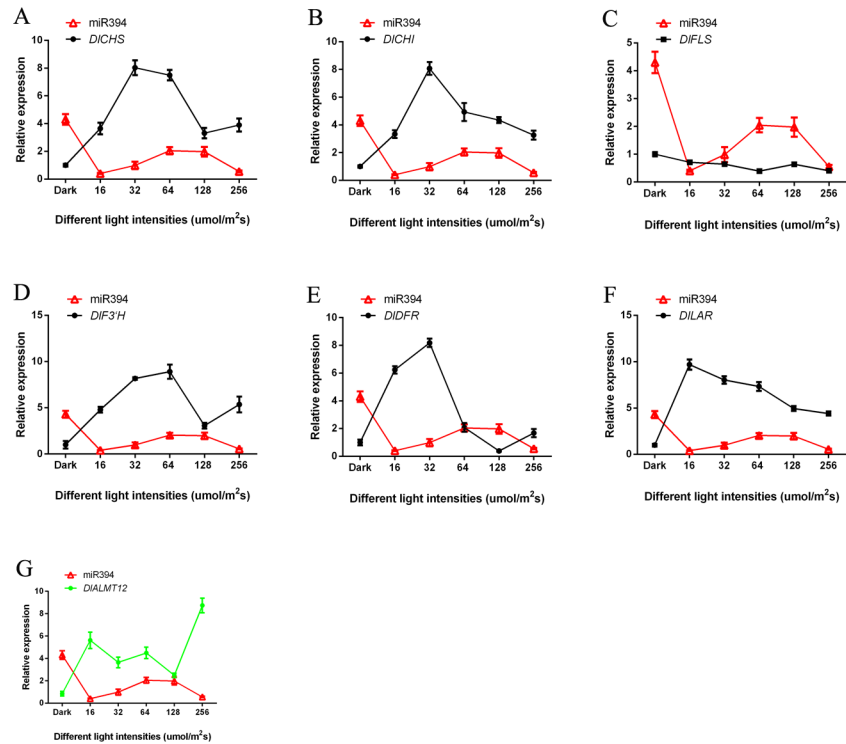 A
miR394
DICHS
Relative expression
10
8
6
4
2
0
Dark 16 32 64 128 256
Different light intensities (umol/m²s)
B
miR394
DICHI
Relative expression
10
8
6
4
2
0
Dark 16 32 64 128 256
Different light intensities (umol/m²s)
C
miR394
DIFLS
Relative expression
5
4
3
2
1
0
Dark 16 32 64 128 256
Different light intensities (umol/m²s)
D
miR394
DIF3'H
Relative expression
15
10
5
0
Dark 16 32 64 128 256
Different light intensities (umol/m²s)
E
miR394
DIDFR
Relative expression
10
8
6
4
2
0
Dark 16 32 64 128 256
Different light intensities (umol/m²s)
F
miR394
DILAR
Relative expression
15
10
5
0
Dark 16 32 64 128 256
Different light intensities (umol/m²s)
G
miR394
DIALMT12
Relative expression
10
8
6
4
2
0
Dark 16 32 64 128 256
Different light intensities (umol/m²s)